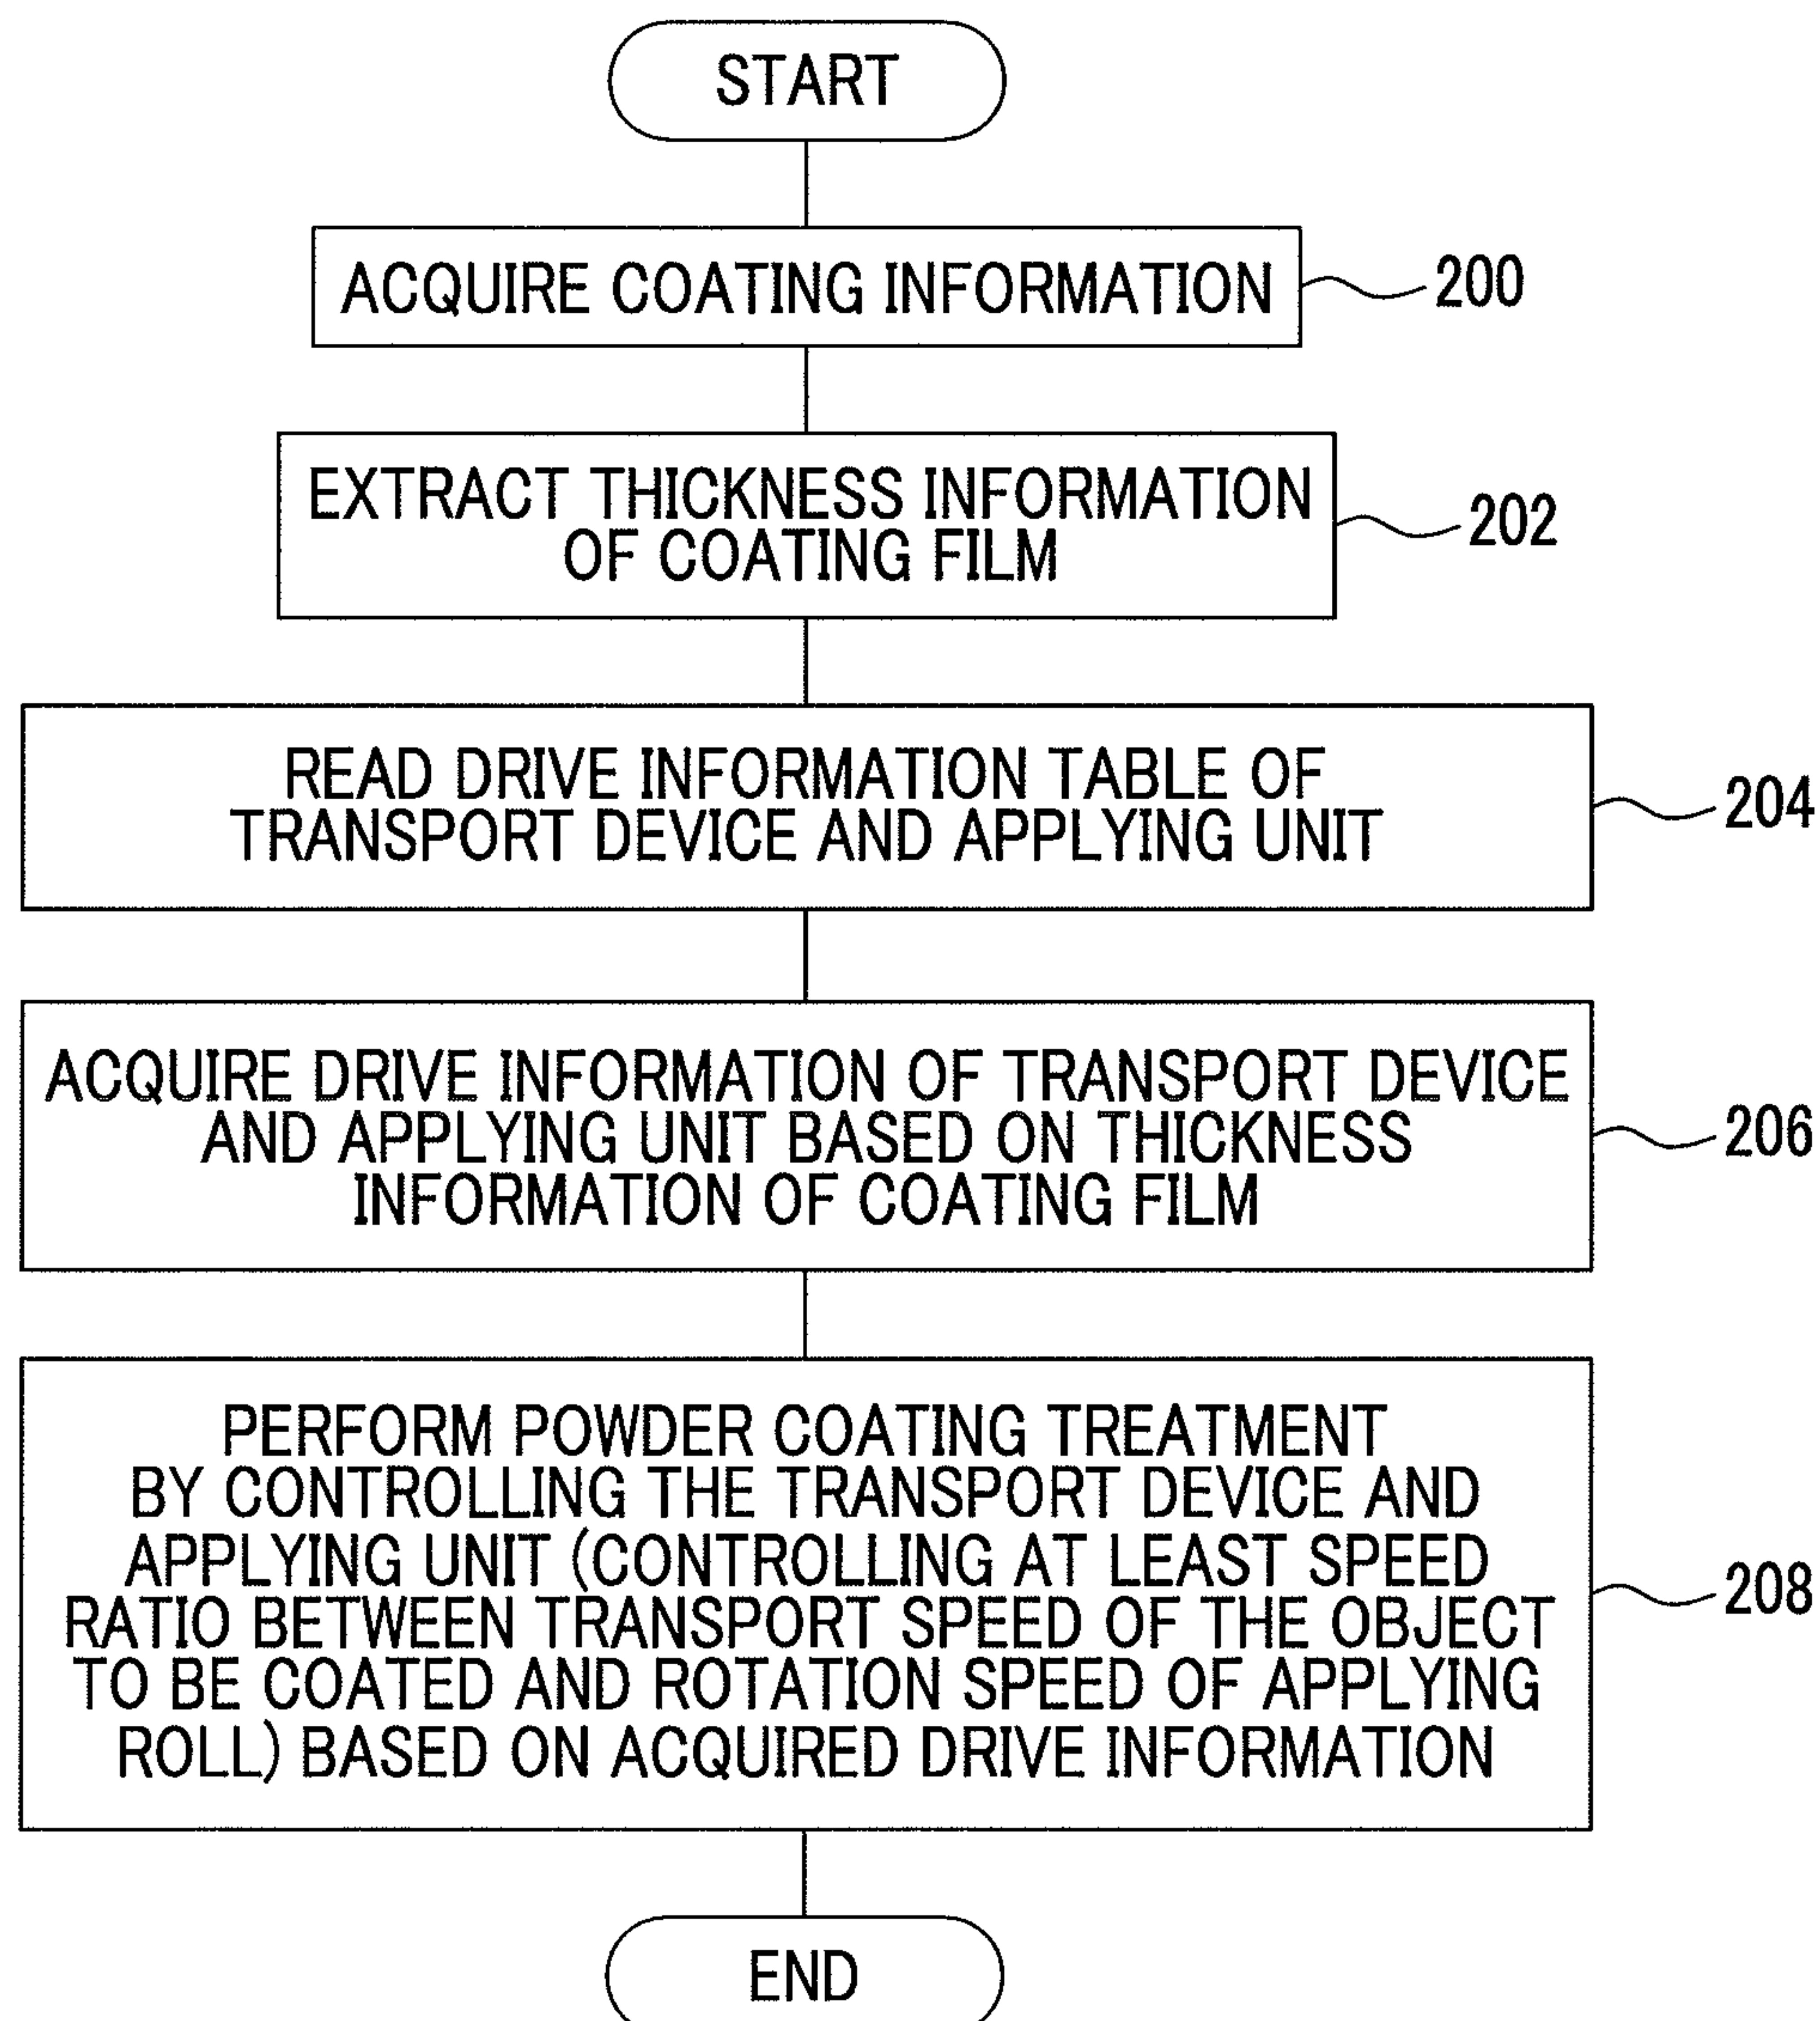 START
ACQUIRE COATING INFORMATION
200
EXTRACT THICKNESS INFORMATION
OF COATING FILM
202
READ DRIVE INFORMATION TABLE OF
TRANSPORT DEVICE AND APPLYING UNIT
204
ACQUIRE DRIVE INFORMATION OF TRANSPORT DEVICE
AND APPLYING UNIT BASED ON THICKNESS
INFORMATION OF COATING FILM
206
PERFORM POWDER COATING TREATMENT
BY CONTROLLING THE TRANSPORT DEVICE AND
APPLYING UNIT (CONTROLLING AT LEAST SPEED
RATIO BETWEEN TRANSPORT SPEED OF THE OBJECT
TO BE COATED AND ROTATION SPEED OF APPLYING
ROLL) BASED ON ACQUIRED DRIVE INFORMATION
208
END